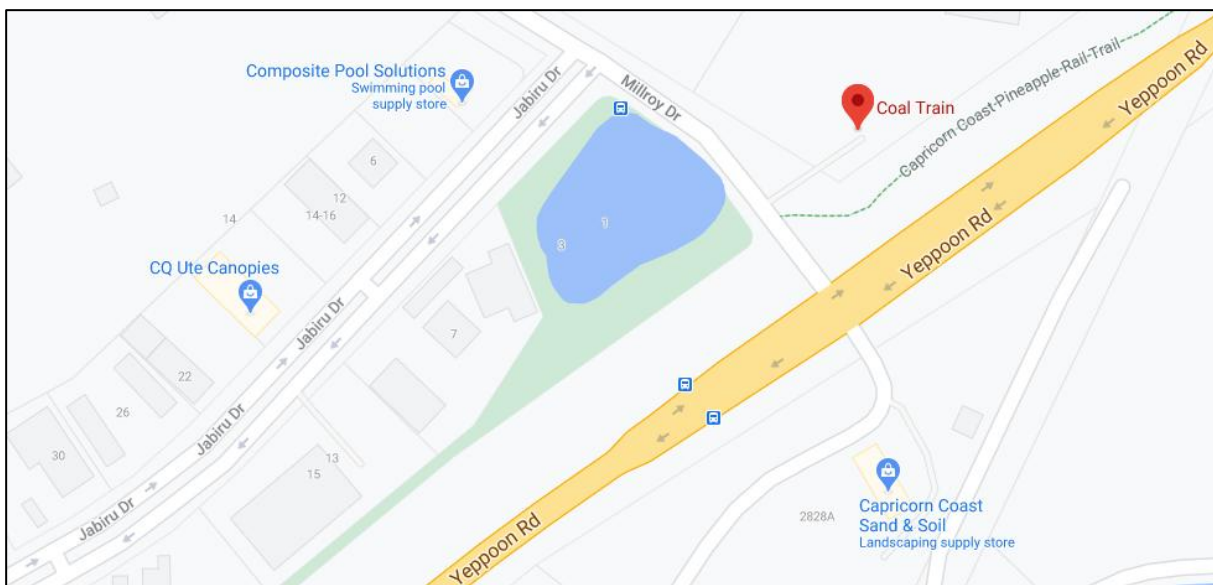 Composite Pool Solutions
Swimming pool
supply store
Jabiru Dr
Millroy Dr
Coal Train
Capricorn Coast Pineapple-Rail-Trail
Yeppoon Rd
6
12
14-16
14
1
3
Yeppoon Rd
CQ Ute Canopies
Jabiru Dr
7
22
26
Jabiru Dr
30
13
15
Capricorn Coast
Sand & Soil
Landscaping supply store
2828A
Jabiru Dr
Yeppoon Rd